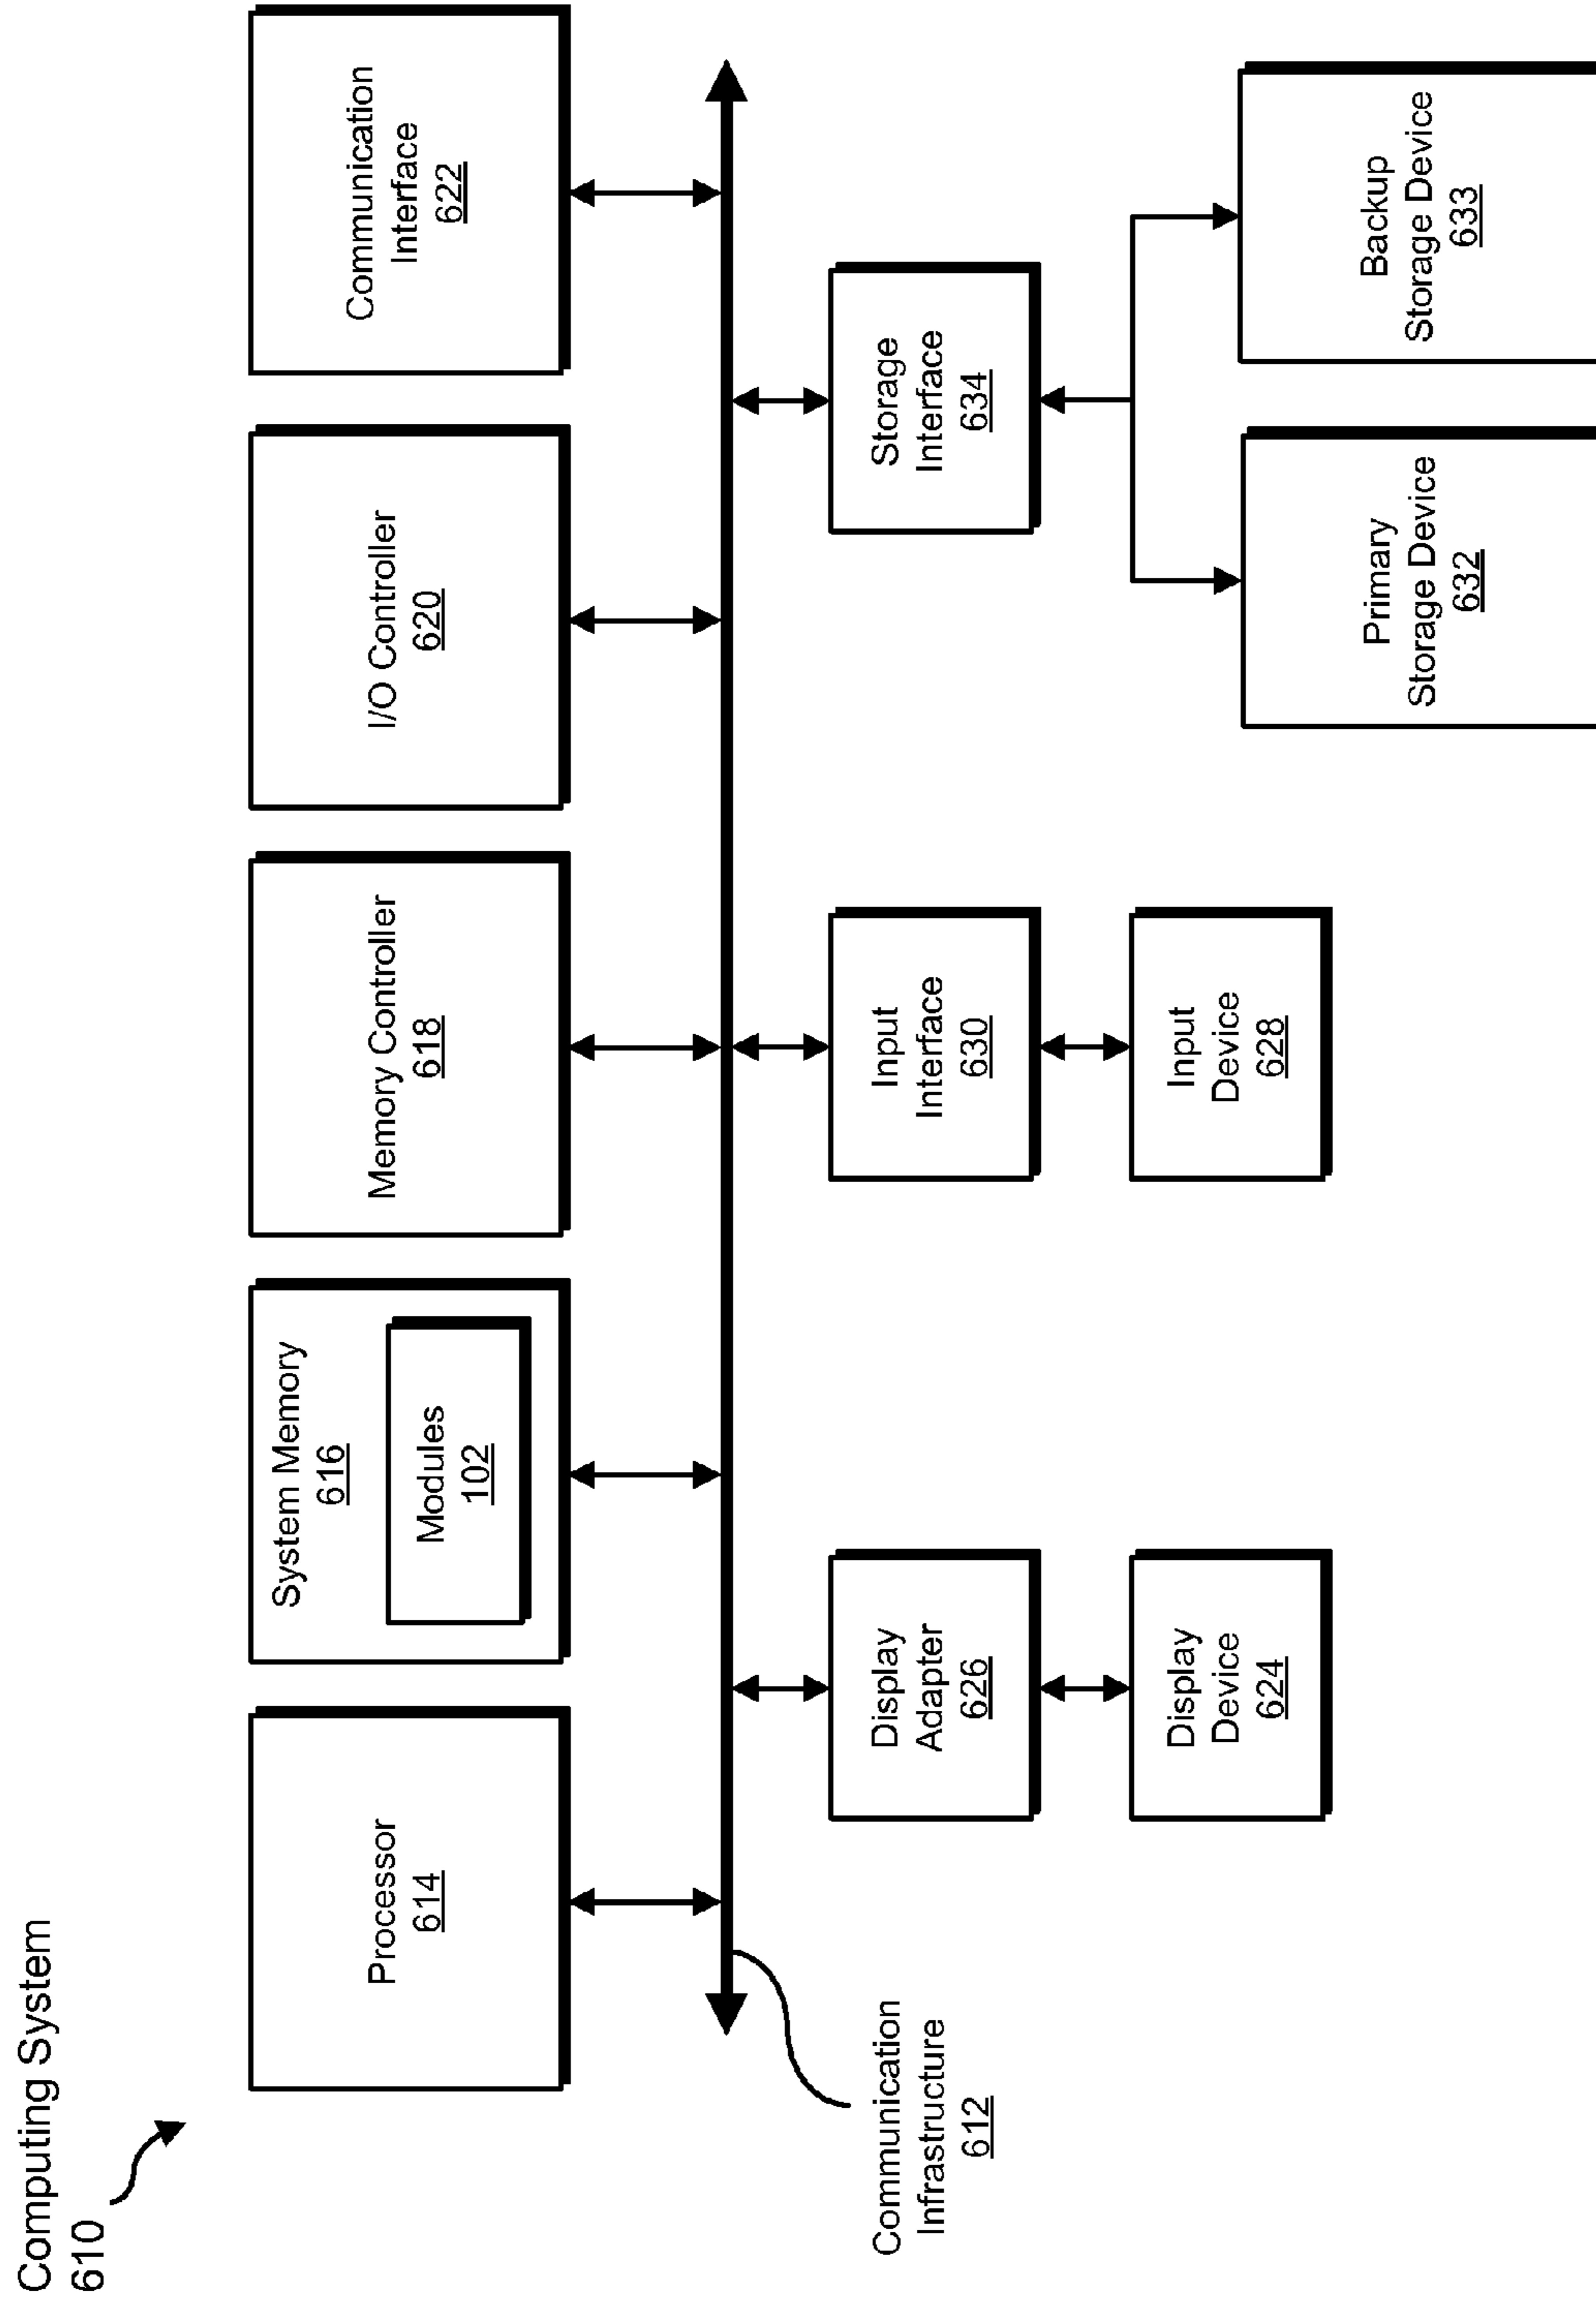 Computing System
610
Processor
614
System Memory
616
Modules
102
Memory Controller
618
I/O Controller
620
Communication
Interface
622
Communication
Infrastructure
612
Display
Adapter
626
Input
Interface
630
Storage
Interface
634
Display
Device
624
Input
Device
628
Primary
Storage Device
632
Backup
Storage Device
633